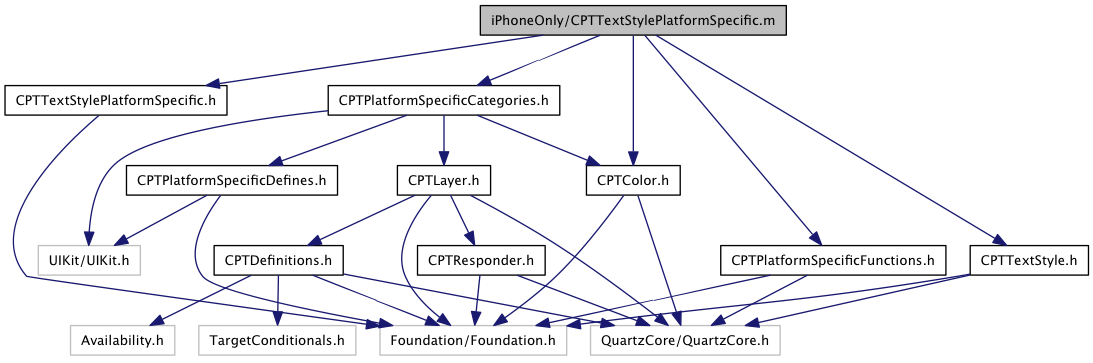 iPhoneOnly/CPTTextStylePlatformSpecific.m
CPTTextStylePlatformSpecific.h
CPTPlatformSpecificCategories.h
CPTPlatformSpecificDefines.h
CPTLayer.h
CPTColor.h
UIKit/UIKit.h
CPTDefinitions.h
CPTResponder.h
CPTPlatformSpecificFunctions.h
CPTTextStyle.h
Availability.h
TargetConditionals.h
Foundation/Foundation.h
QuartzCore/QuartzCore.h